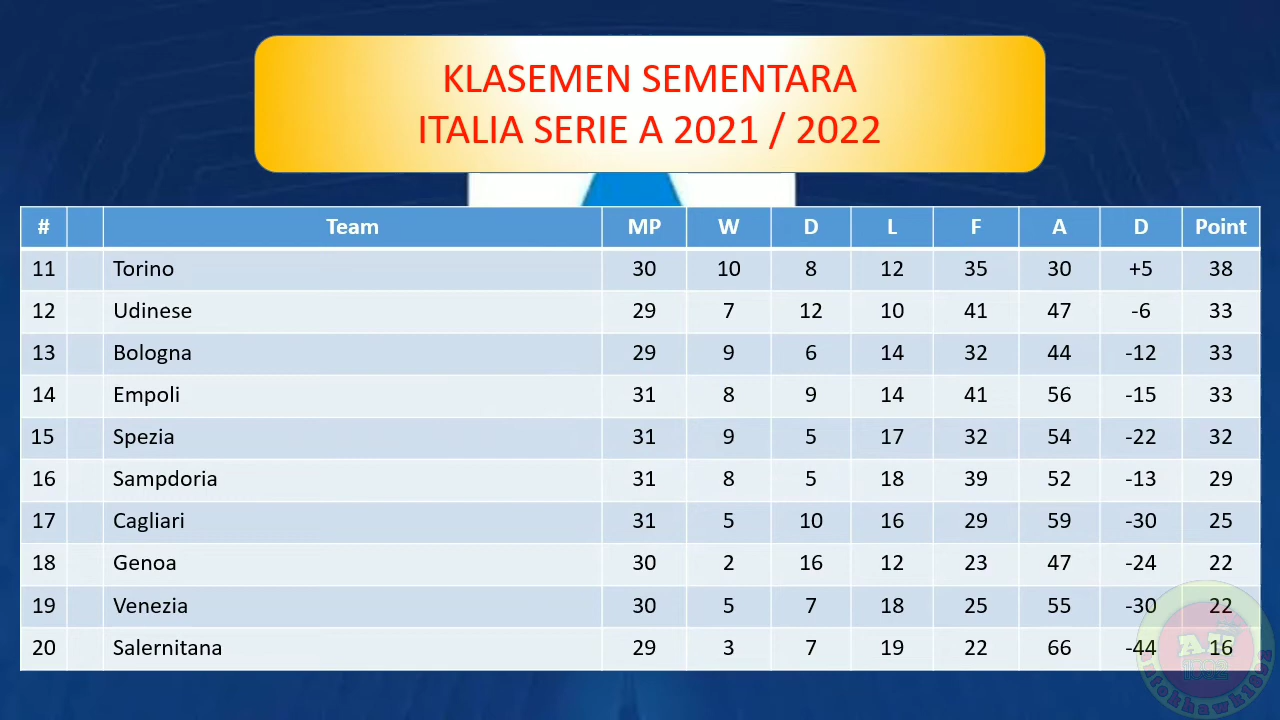 KLASEMEN SEMENTARA
ITALIA SERIE A 2021 / 2022
# Team MP W D L F A D Point
11 Torino 30 10 8 12 35 30 +5 38
12 Udinese 29 7 12 10 41 47 -6 33
13 Bologna 29 9 6 14 32 44 -12 33
14 Empoli 31 8 9 14 41 56 -15 33
15 Spezia 31 9 5 17 32 54 -22 32
16 Sampdoria 31 8 5 18 39 52 -13 29
17 Cagliari 31 5 10 16 29 59 -30 25
18 Genoa 30 2 16 12 23 47 -24 22
19 Venezia 30 5 7 18 25 55 -30 22
20 Salernitana 29 3 7 19 22 66 -44 16